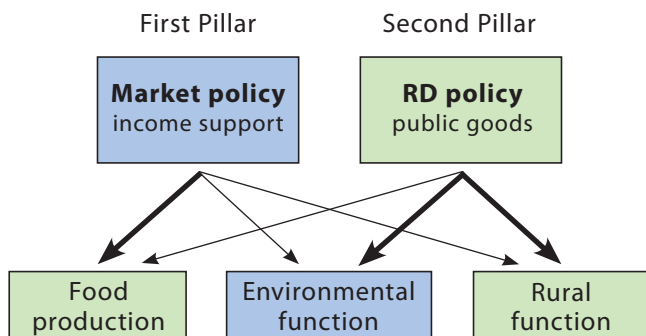 First Pillar
Second Pillar
Market policy
income support
RD policy
public goods
Food
production
Environmental
function
Rural
function